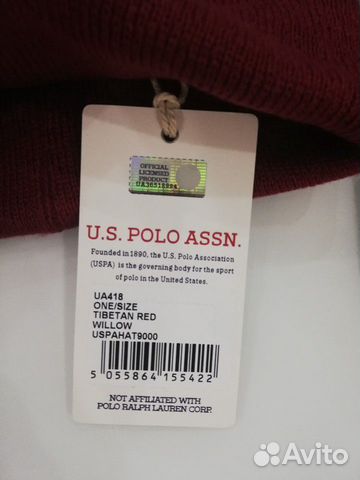 OFFICIAL
LICENSED
PRODUCT
U.S. POLO ASSN.
Founded in 1890, the U.S. Polo Association
(USPA) is the governing body for the sport
of polo in the United States.
UA418
ONE/SIZE
TIBETAN RED
WILLOW
USPAHAT9000
5 055864 155422
NOT AFFILIATED WITH
POLO RALPH LAUREN CORP.
Avito